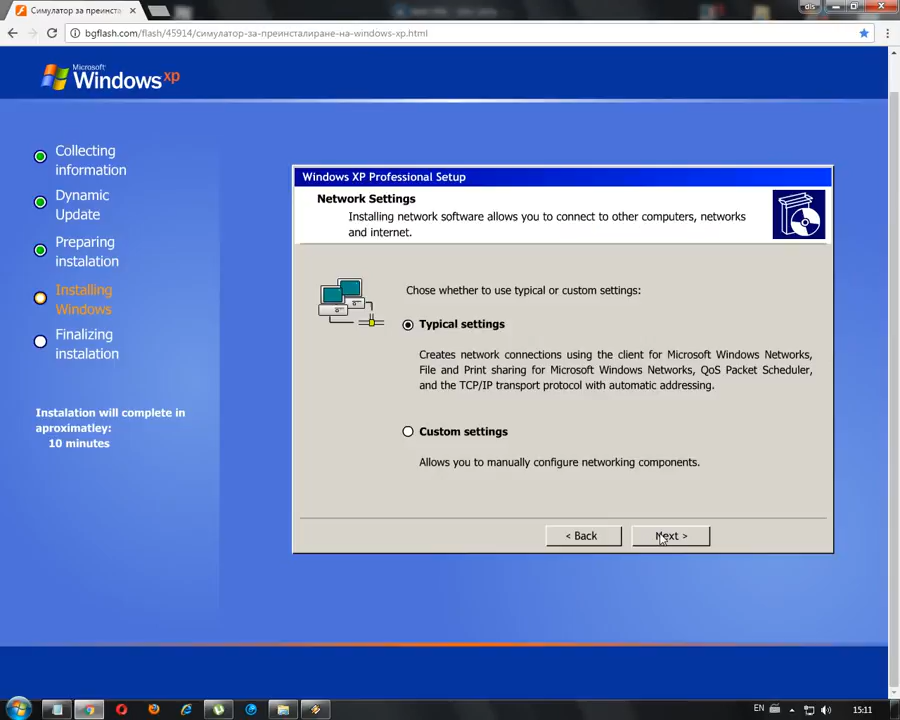 Симулатор за преинста
dis
bgflash.com/flash/45914/симулатор-за-преинсталиране-на-windows-xp.html
Microsoft
Windows xp
Collecting
information
Dynamic
Update
Preparing
instalation
Installing
Windows
Finalizing
instalation
Instalation will complete in
aproximatley:
10 minutes
Windows XP Professional Setup
Network Settings
Installing network software allows you to connect to other computers, networks
and internet.
Chose whether to use typical or custom settings:
Typical settings
Creates network connections using the client for Microsoft Windows Networks,
File and Print sharing for Microsoft Windows Networks, QoS Packet Scheduler,
and the TCP/IP transport protocol with automatic addressing.
Custom settings
Allows you to manually configure networking components.
< Back
Next >
EN
15:11